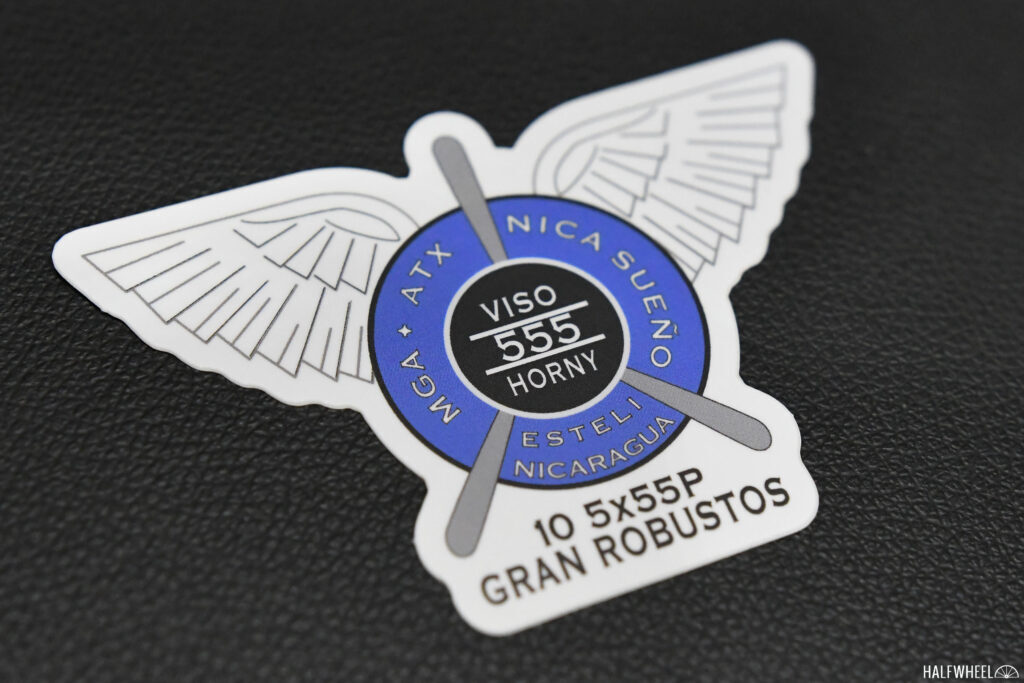 MGA ✦ ATX
NICA SUEÑO
VISO
555
HORNY
ESTELI
NICARAGUA
10 5x55P
GRAN ROBUSTOS
HALFWHEEL